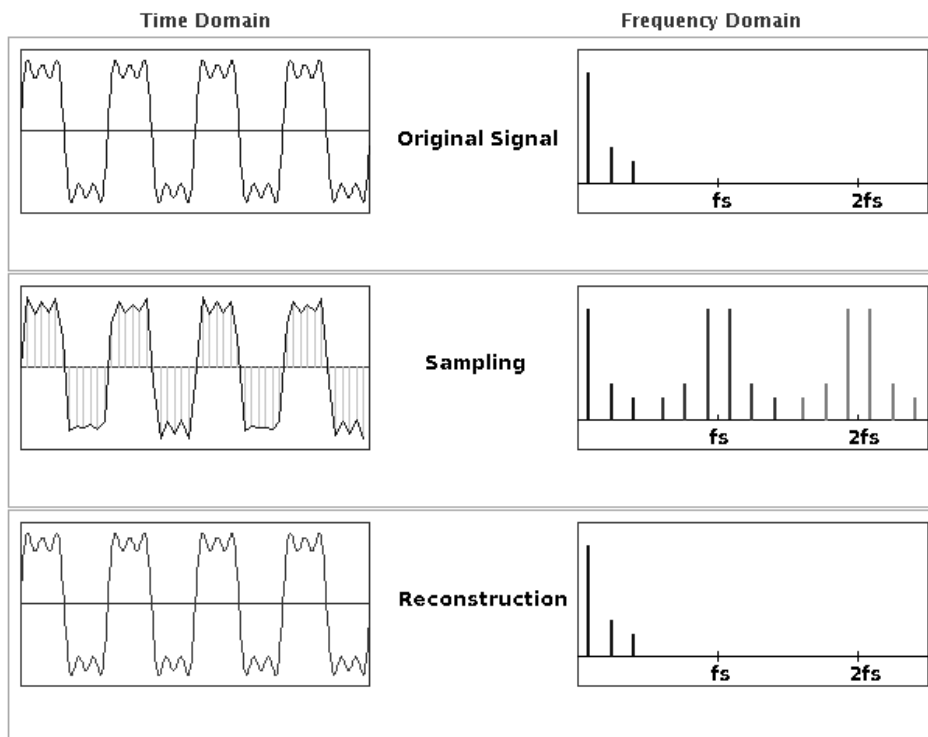 Time Domain
Frequency Domain
Original Signal
fs
2fs
Sampling
fs
2fs
Reconstruction
fs
2fs